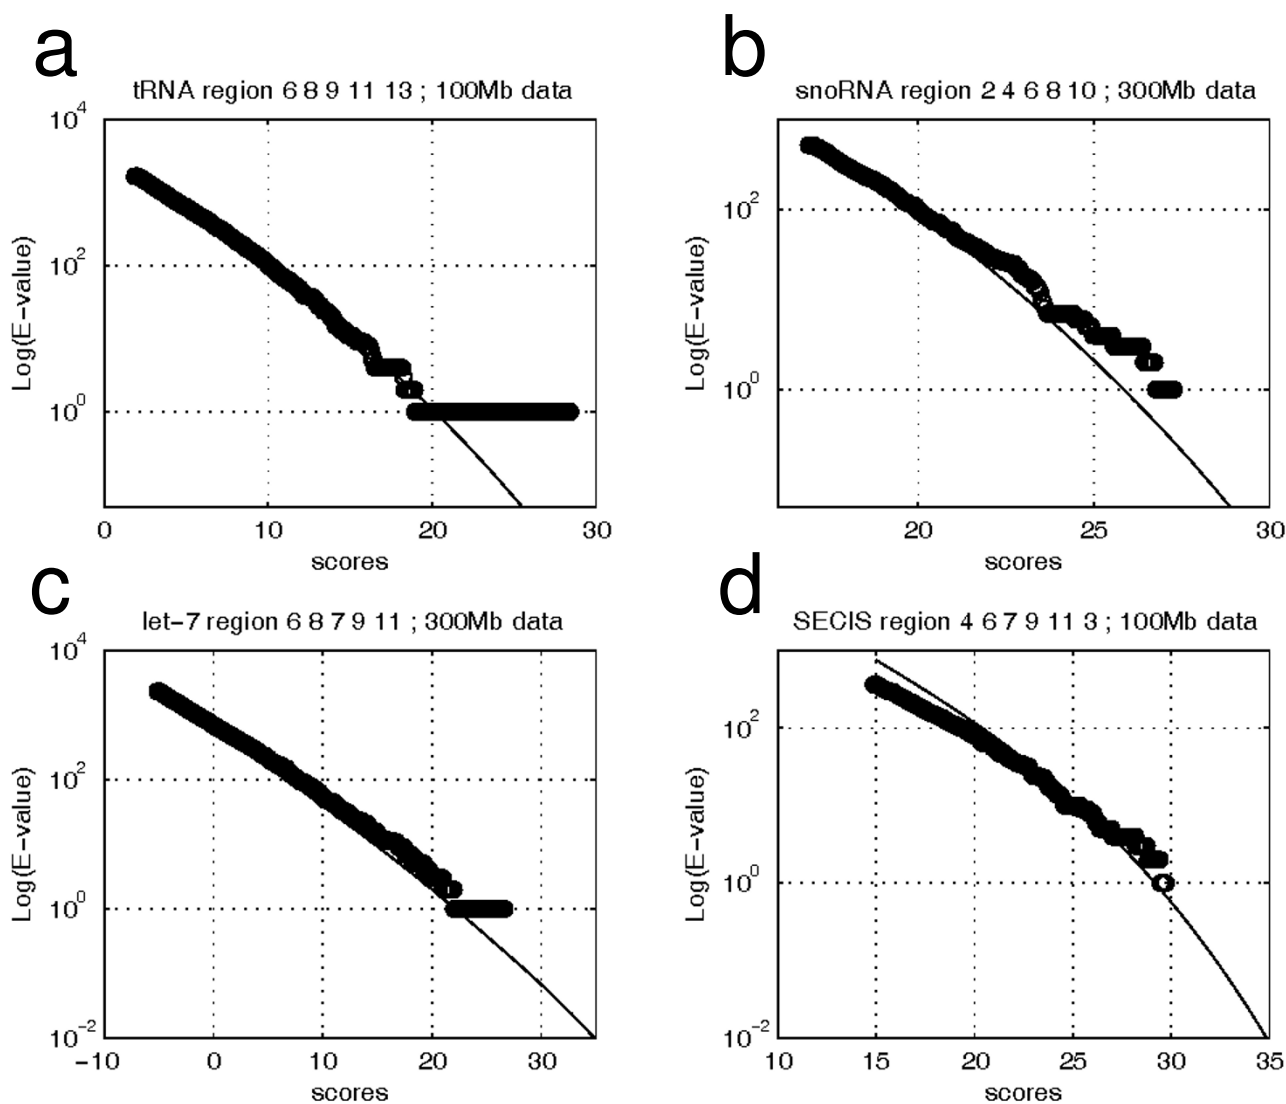 a
tRNA region 6 8 9 11 13 ; 100Mb data
10^4
10^2
10^0
Log(E-value)
0 10 20 30
scores
b
snoRNA region 2 4 6 8 10 ; 300Mb data
10^2
10^0
Log(E-value)
20 25 30
scores
c
let-7 region 6 8 7 9 11 ; 300Mb data
10^4
10^2
10^0
10^-2
Log(E-value)
-10 0 10 20 30
scores
d
SECIS region 4 6 7 9 11 3 ; 100Mb data
10^2
10^0
10^-2
Log(E-value)
10 15 20 25 30 35
scores